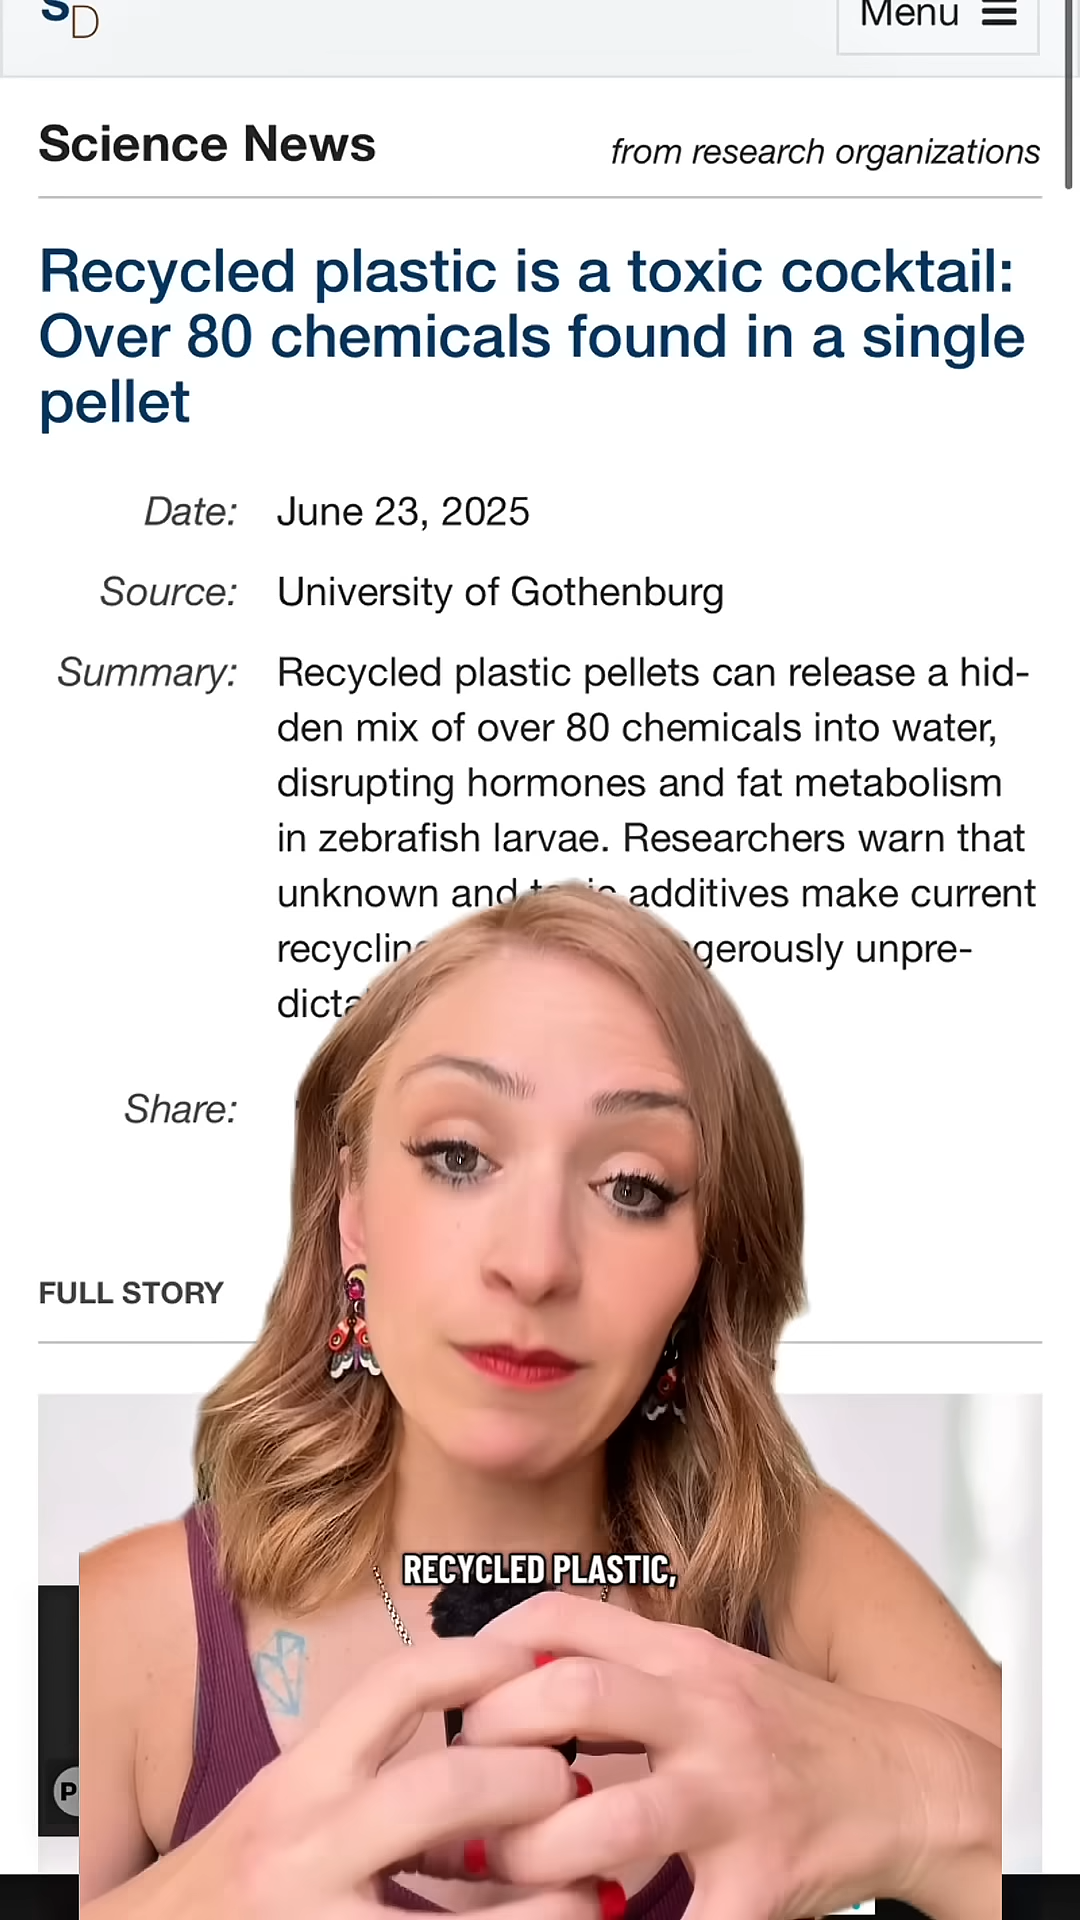 SD
Menu
Science News
from research organizations
Recycled plastic is a toxic cocktail:
Over 80 chemicals found in a single
pellet
Date: June 23, 2025
Source: University of Gothenburg
Summary: Recycled plastic pellets can release a hid-
den mix of over 80 chemicals into water,
disrupting hormones and fat metabolism
in zebrafish larvae. Researchers warn that
unknown and additives make current
unpre-
Share:
FULL STORY
RECYCLED PLASTIC,
P